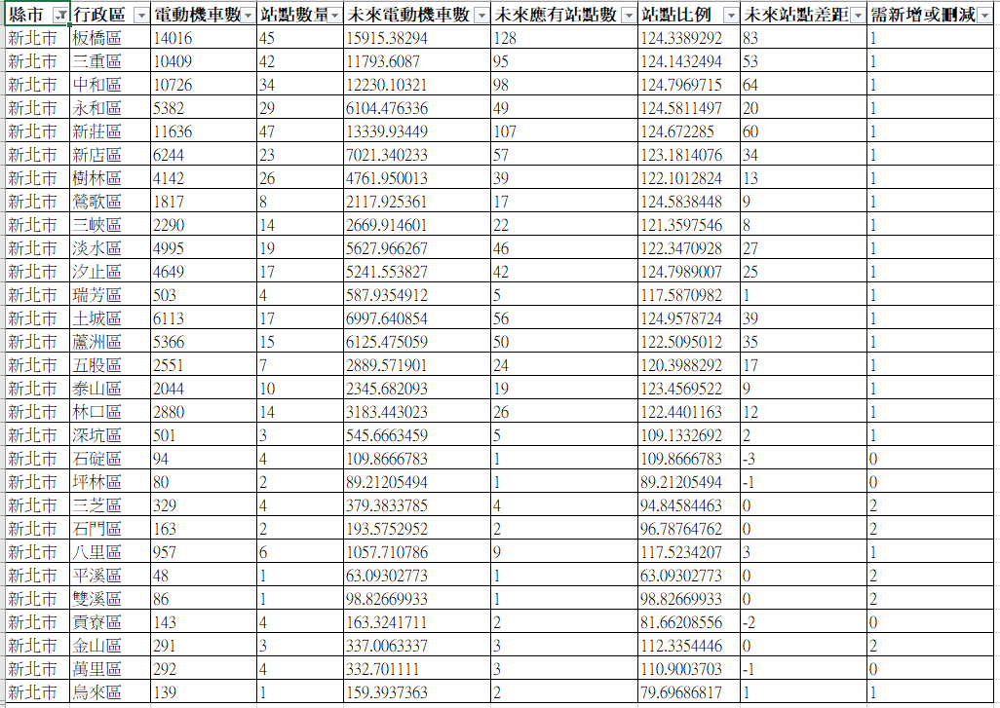 縣市 行政區 電動機車數 站點數量 未來電動機車數 未來應有站點數 站點比例 未來站點差距 需新增或刪減
新北市 板橋區 14016 45 15915.38294 128 124.3389292 83 1
新北市 三重區 10409 42 11793.6087 95 124.1432494 53 1
新北市 中和區 10726 34 12230.10321 98 124.7969715 64 1
新北市 永和區 5382 29 6104.476336 49 124.5811497 20 1
新北市 新莊區 11636 47 13339.93449 107 124.672285 60 1
新北市 新店區 6244 23 7021.340233 57 123.1814076 34 1
新北市 樹林區 4142 26 4761.950013 39 122.1012824 13 1
新北市 鶯歌區 1817 8 2117.925361 17 124.5838448 9 1
新北市 三峽區 2290 14 2669.914601 22 121.3597546 8 1
新北市 淡水區 4995 19 5627.966267 46 122.3470928 27 1
新北市 汐止區 4649 17 5241.553827 42 124.7989007 25 1
新北市 瑞芳區 503 4 587.9354912 5 117.5870982 1 1
新北市 土城區 6113 17 6997.640854 56 124.9578724 39 1
新北市 蘆洲區 5366 15 6125.475059 50 122.5095012 35 1
新北市 五股區 2551 7 2889.571901 24 120.3988292 17 1
新北市 泰山區 2044 10 2345.682093 19 123.4569522 9 1
新北市 林口區 2880 14 3183.443023 26 122.4401163 12 1
新北市 深坑區 501 3 545.6663459 5 109.1332692 2 1
新北市 石碇區 94 4 109.8666783 1 109.8666783 -3 0
新北市 坪林區 80 2 89.21205494 1 89.21205494 -1 0
新北市 三芝區 329 4 379.3833785 4 94.84584463 0 2
新北市 石門區 163 2 193.5752952 2 96.78764762 0 2
新北市 八里區 957 6 1057.710786 9 117.5234207 3 1
新北市 平溪區 48 1 63.09302773 1 63.09302773 0 2
新北市 雙溪區 86 1 98.82669933 1 98.82669933 0 2
新北市 貢寮區 143 4 163.3241711 2 81.66208556 -2 0
新北市 金山區 291 3 337.0063337 3 112.3354446 0 2
新北市 萬里區 292 4 332.701111 3 110.9003703 -1 0
新北市 烏來區 139 1 159.3937363 2 79.69686817 1 1